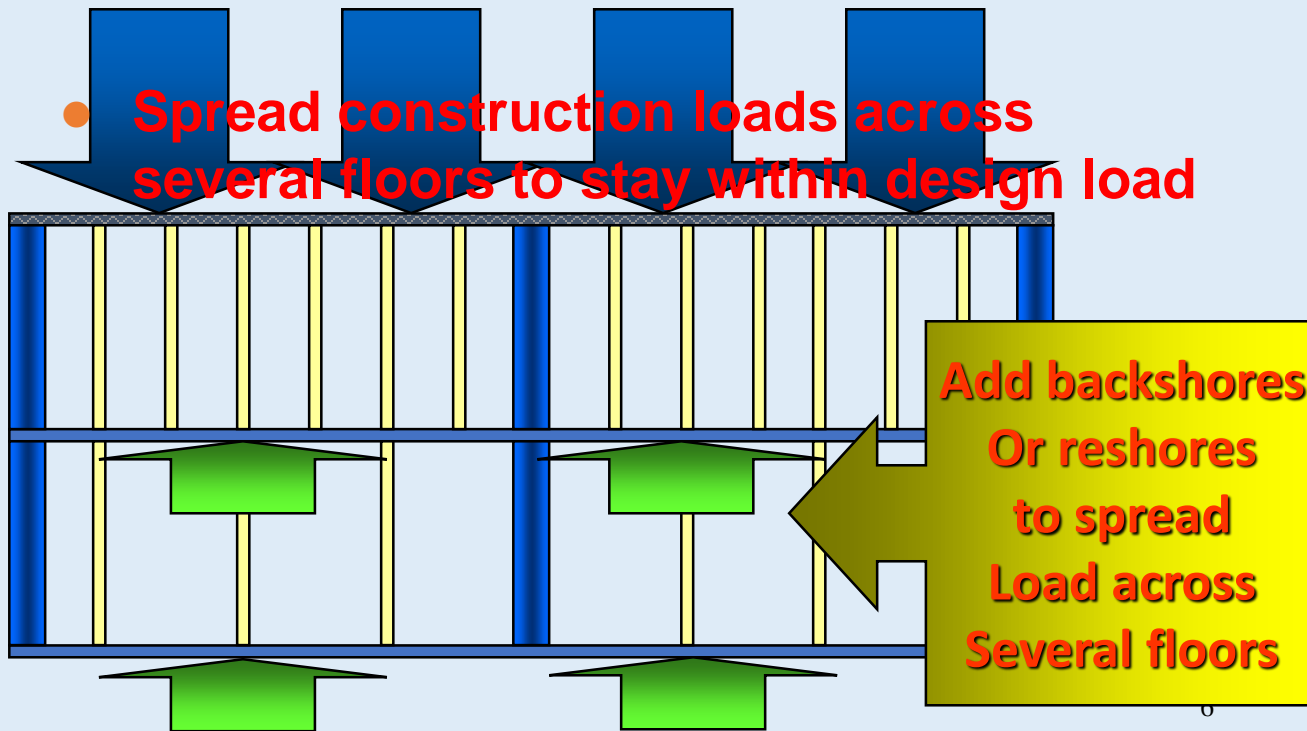 ● Spread construction loads across
several floors to stay within design load
Add backshores
Or reshores
to spread
Load across
Several floors
6